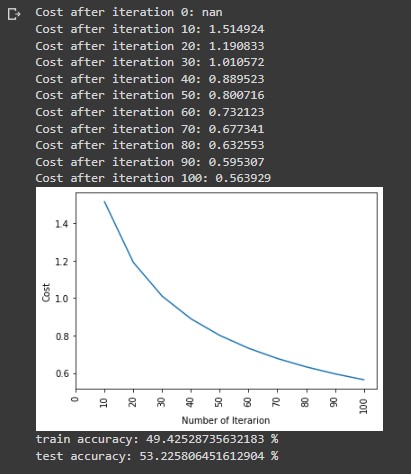 Cost after iteration 0: nan
Cost after iteration 10: 1.514924
Cost after iteration 20: 1.190833
Cost after iteration 30: 1.010572
Cost after iteration 40: 0.889523
Cost after iteration 50: 0.800716
Cost after iteration 60: 0.732123
Cost after iteration 70: 0.677341
Cost after iteration 80: 0.632553
Cost after iteration 90: 0.595307
Cost after iteration 100: 0.563929
1.4
1.2
1.0
0.8
0.6
Cost
0 10 20 30 40 50 60 70 80 90 100
Number of Iterarion
train accuracy: 49.42528735632183 %
test accuracy: 53.225806451612904 %